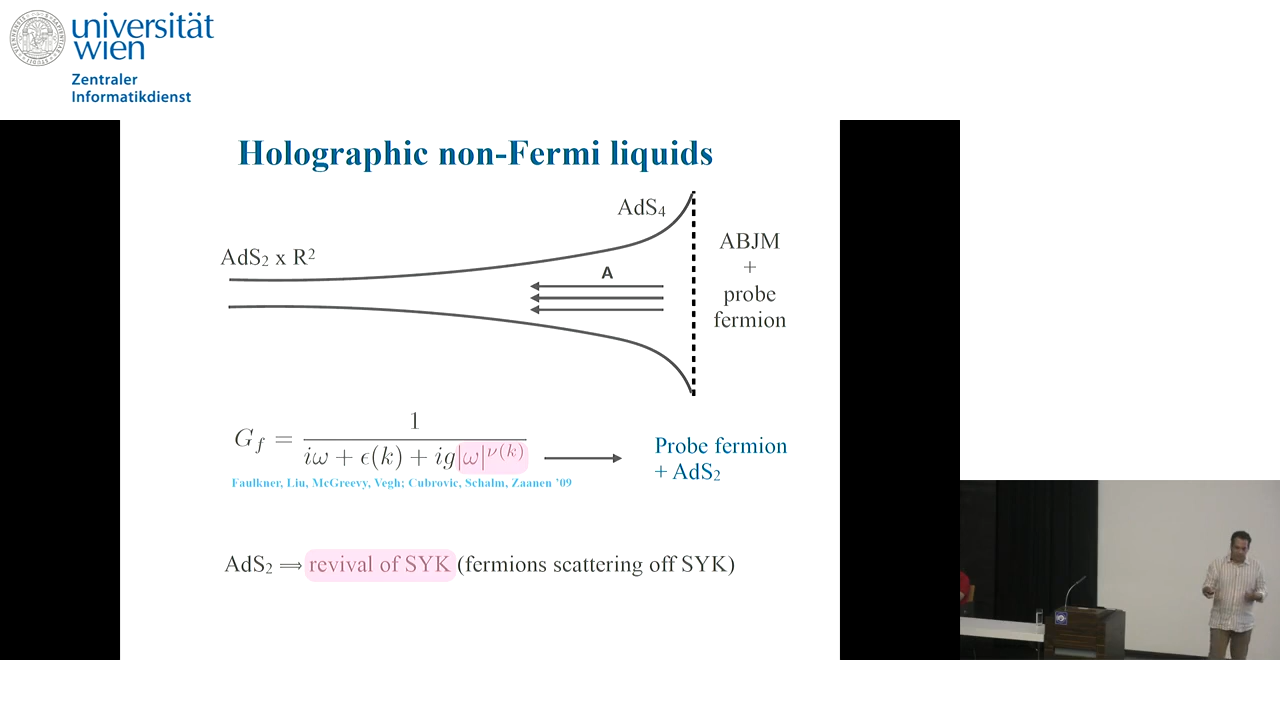 universität
wien
Zentraler
Informatikdienst
Holographic non-Fermi liquids
AdS₄
AdS₂ x R²
A
ABJM
+
probe
fermion
G_f = 1 / (iω + ϵ(k) + ig|ω|^ν(k))
Probe fermion
+ AdS₂
Faulkner, Liu, McGreevy, Vegh; Cubrovic, Schalm, Zaanen '09
AdS₂ ⟹ revival of SYK (fermions scattering off SYK)